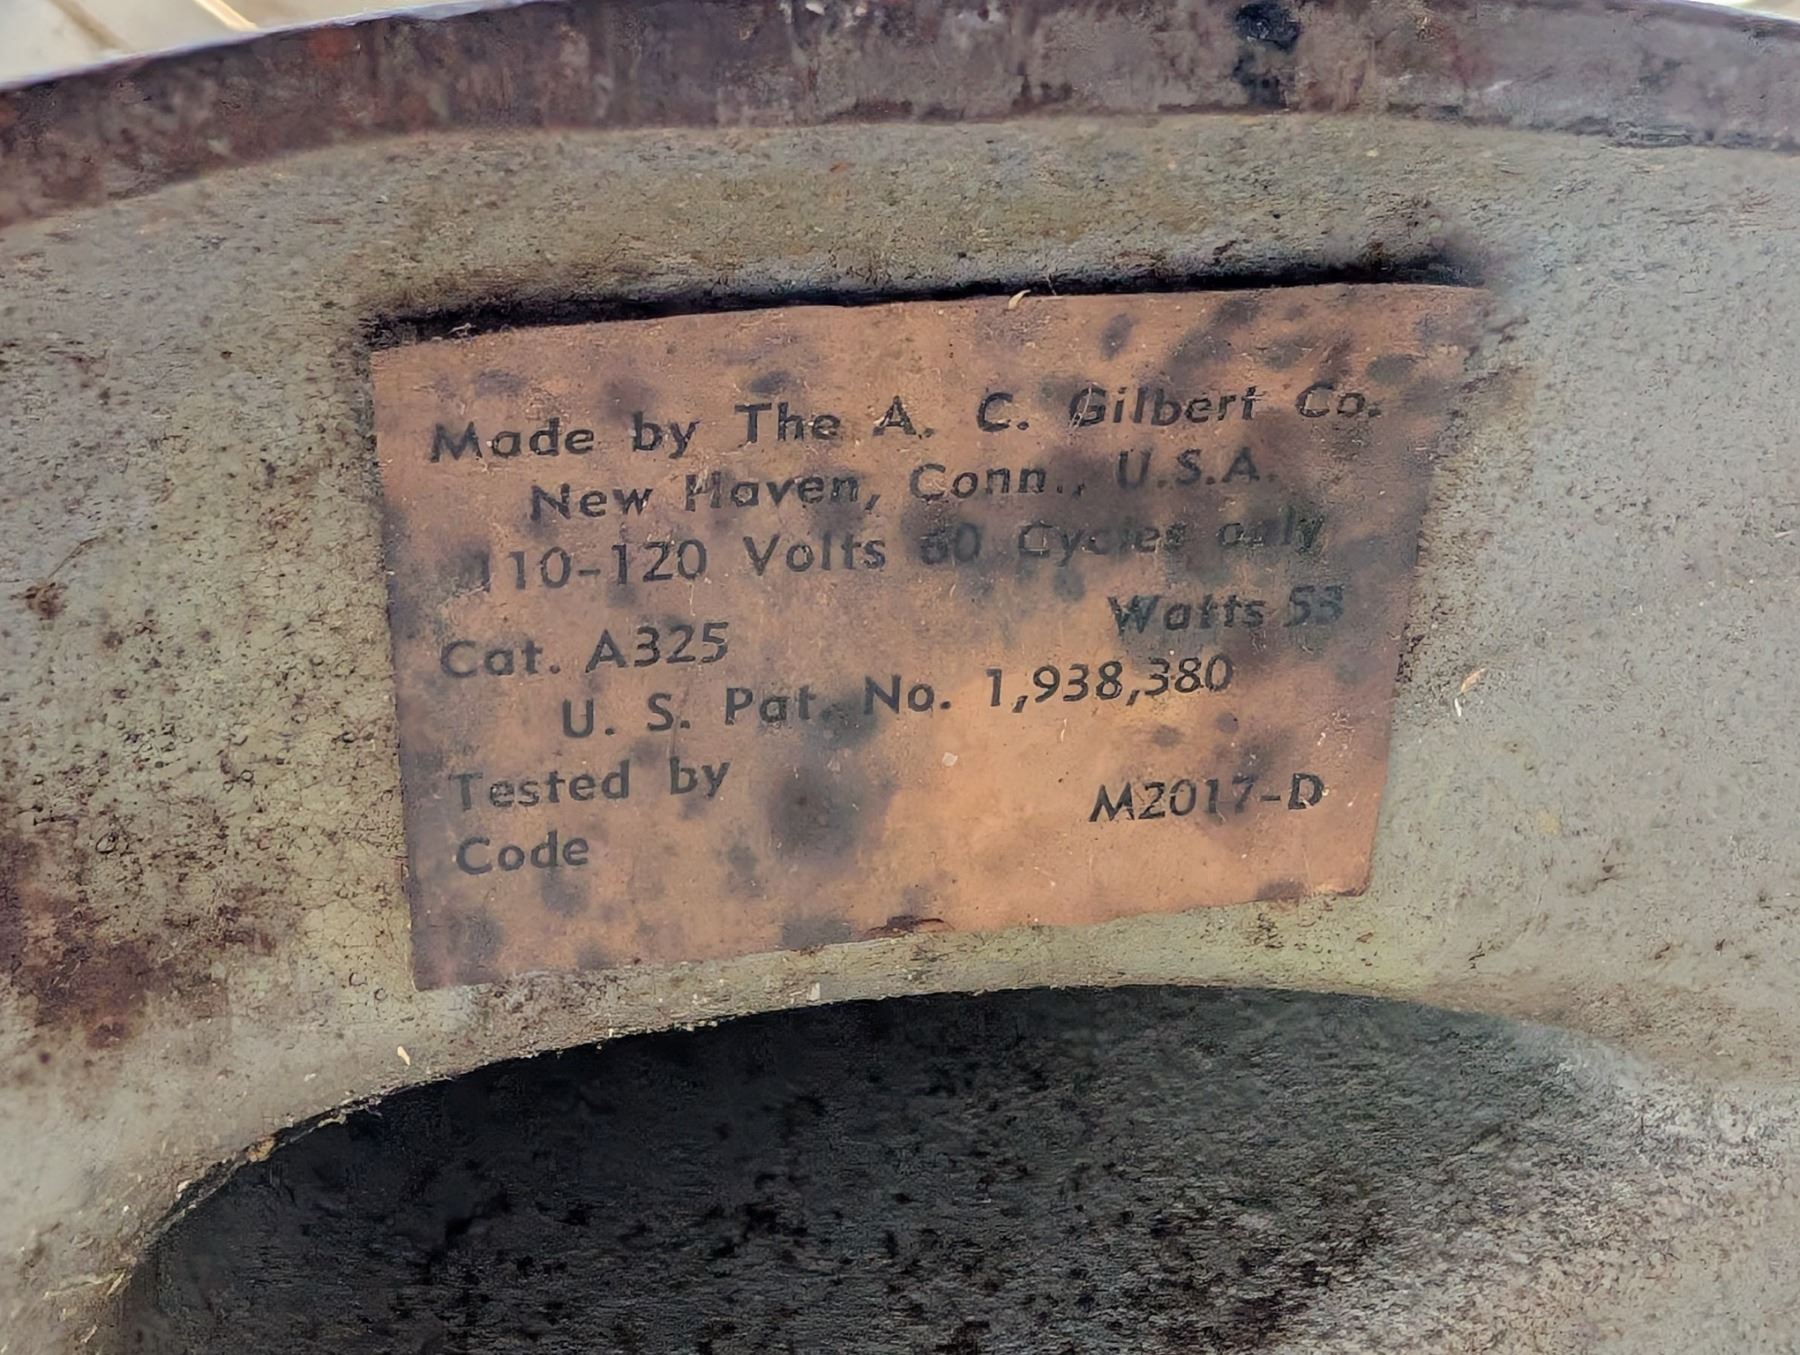 Made by The A. C. Gilbert Co.
New Haven, Conn., U.S.A.
110-120 Volts 60 Cycles only
Watts 53
Cat. A325
U. S. Pat. No. 1,938,380
Tested by
M2017-D
Code